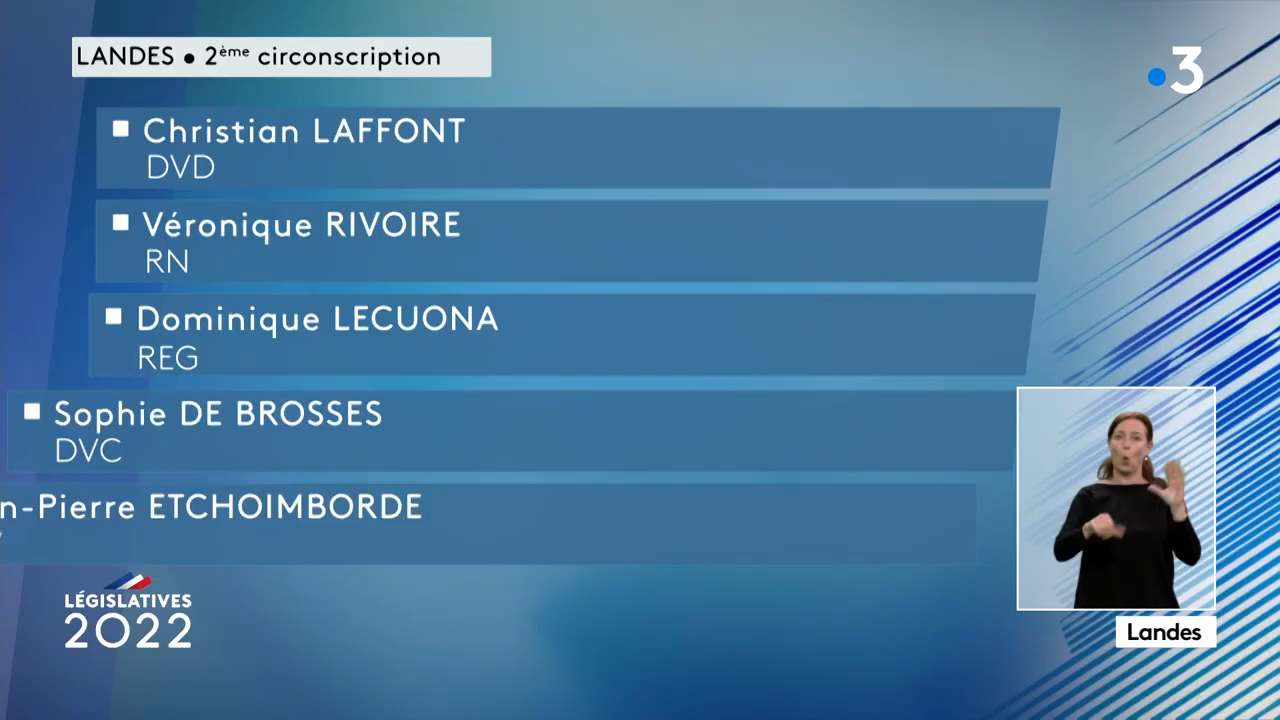 LANDES • 2ème circonscription
3
Christian LAFFONT
DVD
Véronique RIVOIRE
RN
Dominique LECUONA
REG
Sophie DE BROSSES
DVC
n-Pierre ETCHOIMBORDE
LÉGISLATIVES
2022
Landes